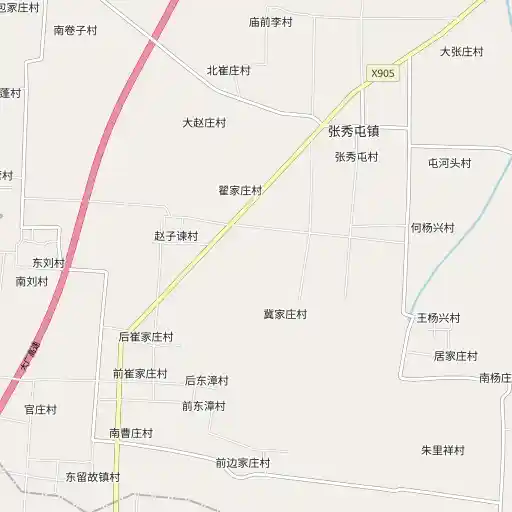 包家庄村
庙前李村
南卷子村
大张庄村
北崔庄村
X905
蓬村
大赵庄村
张秀屯镇
张秀屯村
屯河头村
村
翟家庄村
何杨兴村
赵子谏村
东刘村
南刘村
冀家庄村
王杨兴村
后崔家庄村
大广高速
居家庄村
前崔家庄村
后东漳村
南杨庄
官庄村
前东漳村
南曹庄村
朱里祥村
前边家庄村
东留故镇村